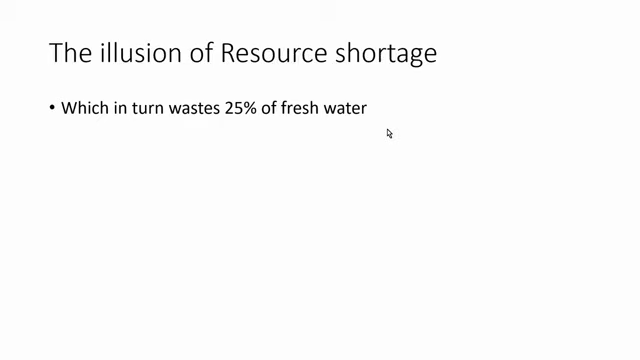 The illusion of Resource shortage
• Which in turn wastes 25% of fresh water